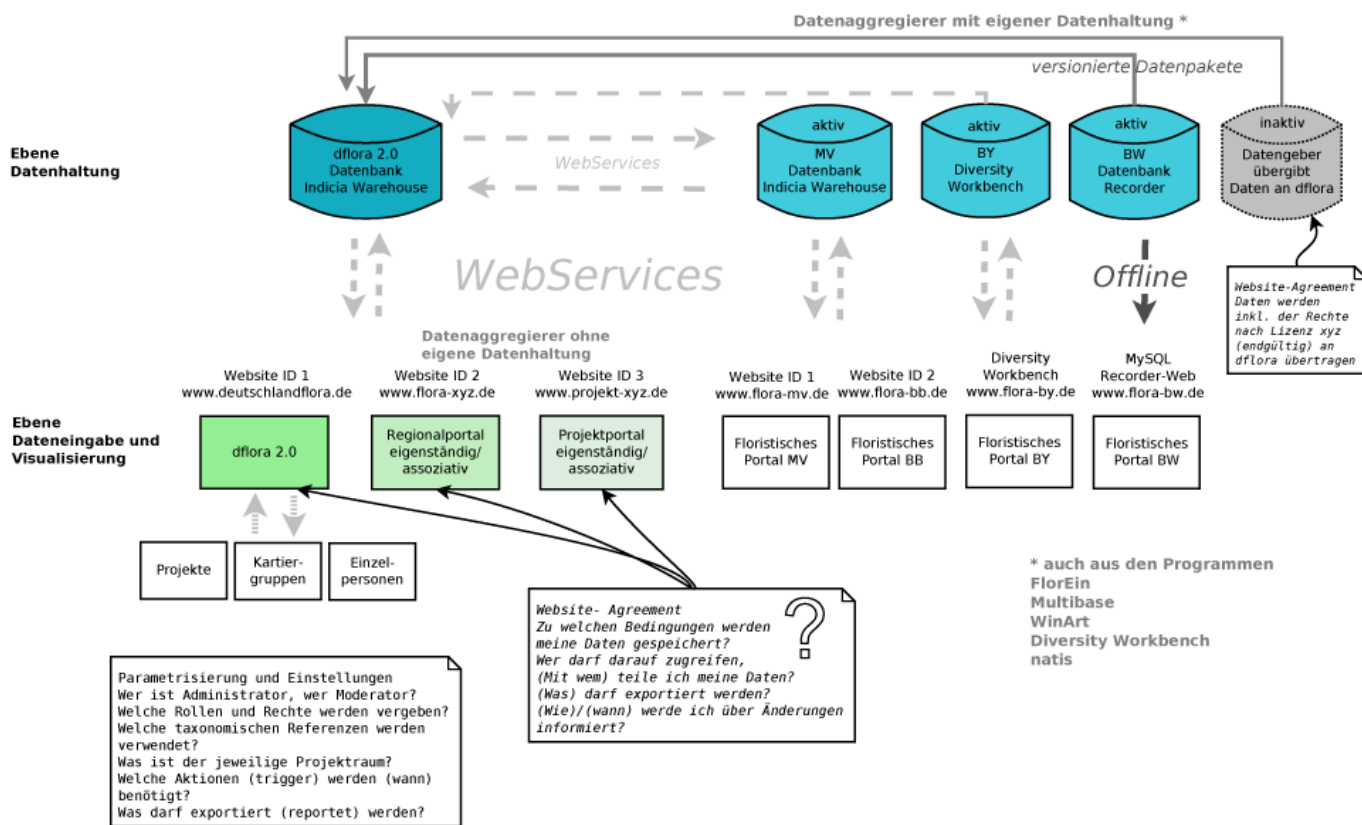 Datenaggregierer mit eigener Datenhaltung *
versionierte Datenpakete
Ebene
Datenhaltung
dflora 2.0
Datenbank
Indicia Warehouse
WebServices
aktiv
MV
Datenbank
Indicia Warehouse
aktiv
BY
Diversity
Workbench
aktiv
BW
Datenbank
Recorder
inaktiv
Datengeber
übergibt
Daten an dflora
WebServices
Offline
Website-Agreement
Daten werden
inkl. der Rechte
nach Lizenz xyz
(endgültig) an
dflora übertragen
Datenaggregierer ohne
eigene Datenhaltung
Website ID 1
www.deutschlandflora.de
Website ID 2
www.flora-xyz.de
Website ID 3
www.projekt-xyz.de
Website ID 1
www.flora-mv.de
Website ID 2
www.flora-bb.de
Diversity
Workbench
www.flora-by.de
MySQL
Recorder-Web
www.flora-bw.de
Ebene
Dateneingabe und
Visualisierung
dflora 2.0
Regionalportal
eigenständig/
assoziativ
Projektportal
eigenständig/
assoziativ
Floristisches
Portal MV
Floristisches
Portal BB
Floristisches
Portal BY
Floristisches
Portal BW
Projekte
Kartier-
gruppen
Einzel-
personen
Website- Agreement
Zu welchen Bedingungen werden
meine Daten gespeichert?
Wer darf darauf zugreifen,
(Mit wem) teile ich meine Daten?
(Was) darf exportiert werden?
(Wie)/(wann) werde ich über Änderungen
informiert?
?
* auch aus den Programmen
FlorEin
Multibase
WinArt
Diversity Workbench
natis
Parametrisierung und Einstellungen
Wer ist Administrator, wer Moderator?
Welche Rollen und Rechte werden vergeben?
Welche taxonomischen Referenzen werden
verwendet?
Was ist der jeweilige Projektraum?
Welche Aktionen (trigger) werden (wann)
benötigt?
Was darf exportiert (reportet) werden?